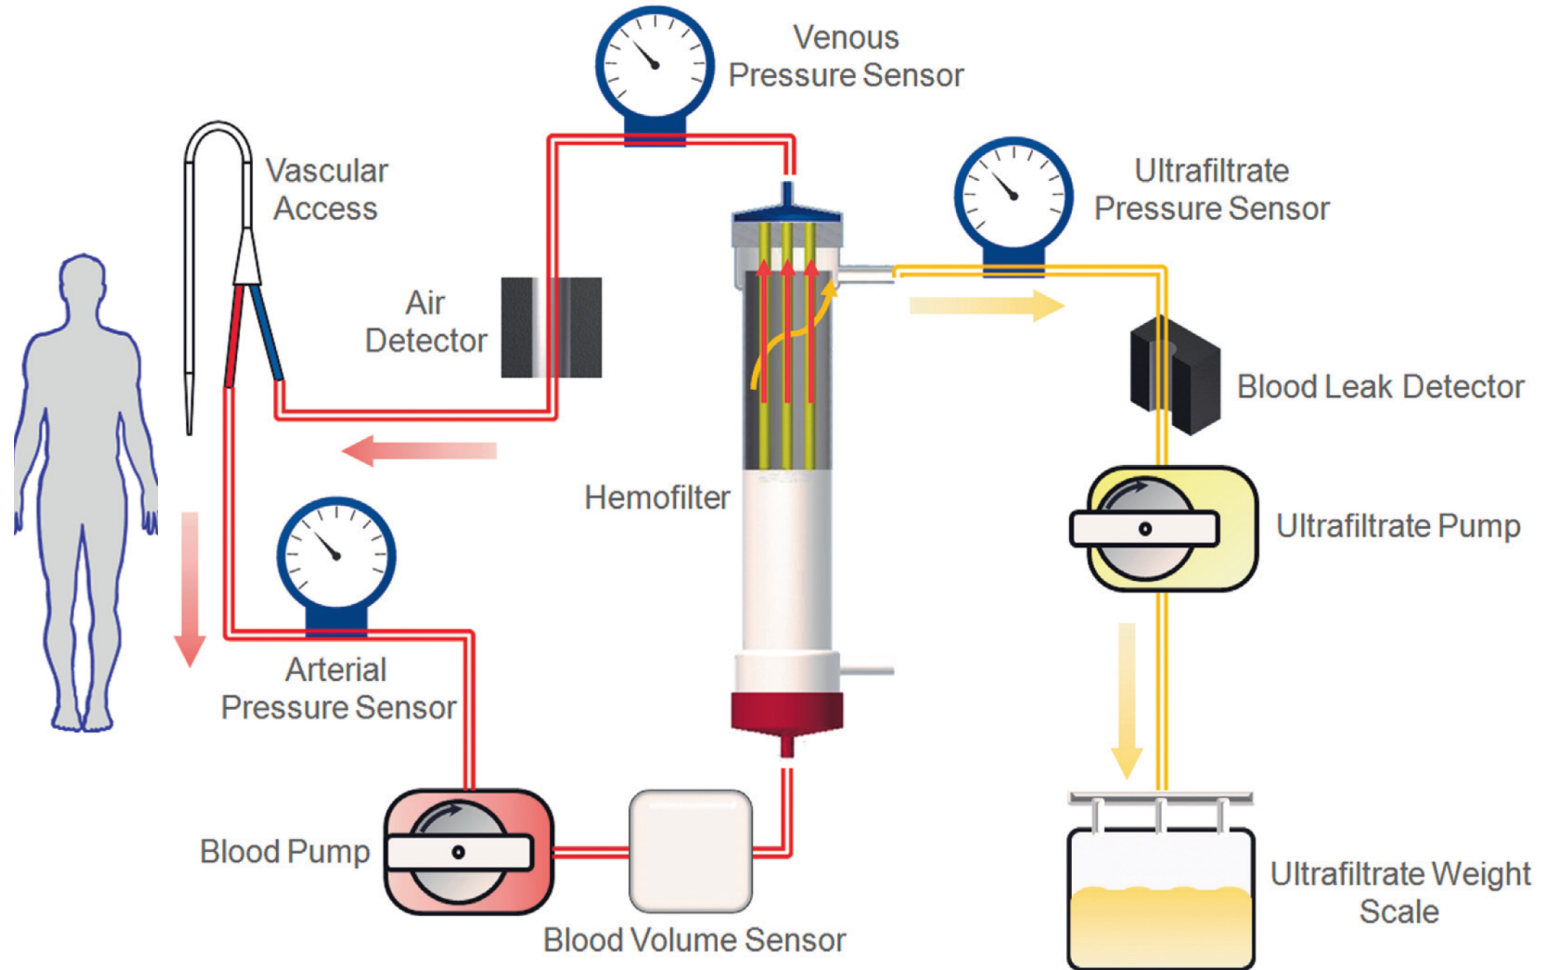 Venous
Pressure Sensor
Vascular
Access
Ultrafiltrate
Pressure Sensor
Air
Detector
Blood Leak Detector
Hemofilter
Ultrafiltrate Pump
Arterial
Pressure Sensor
Blood Pump
Ultrafiltrate Weight
Scale
Blood Volume Sensor